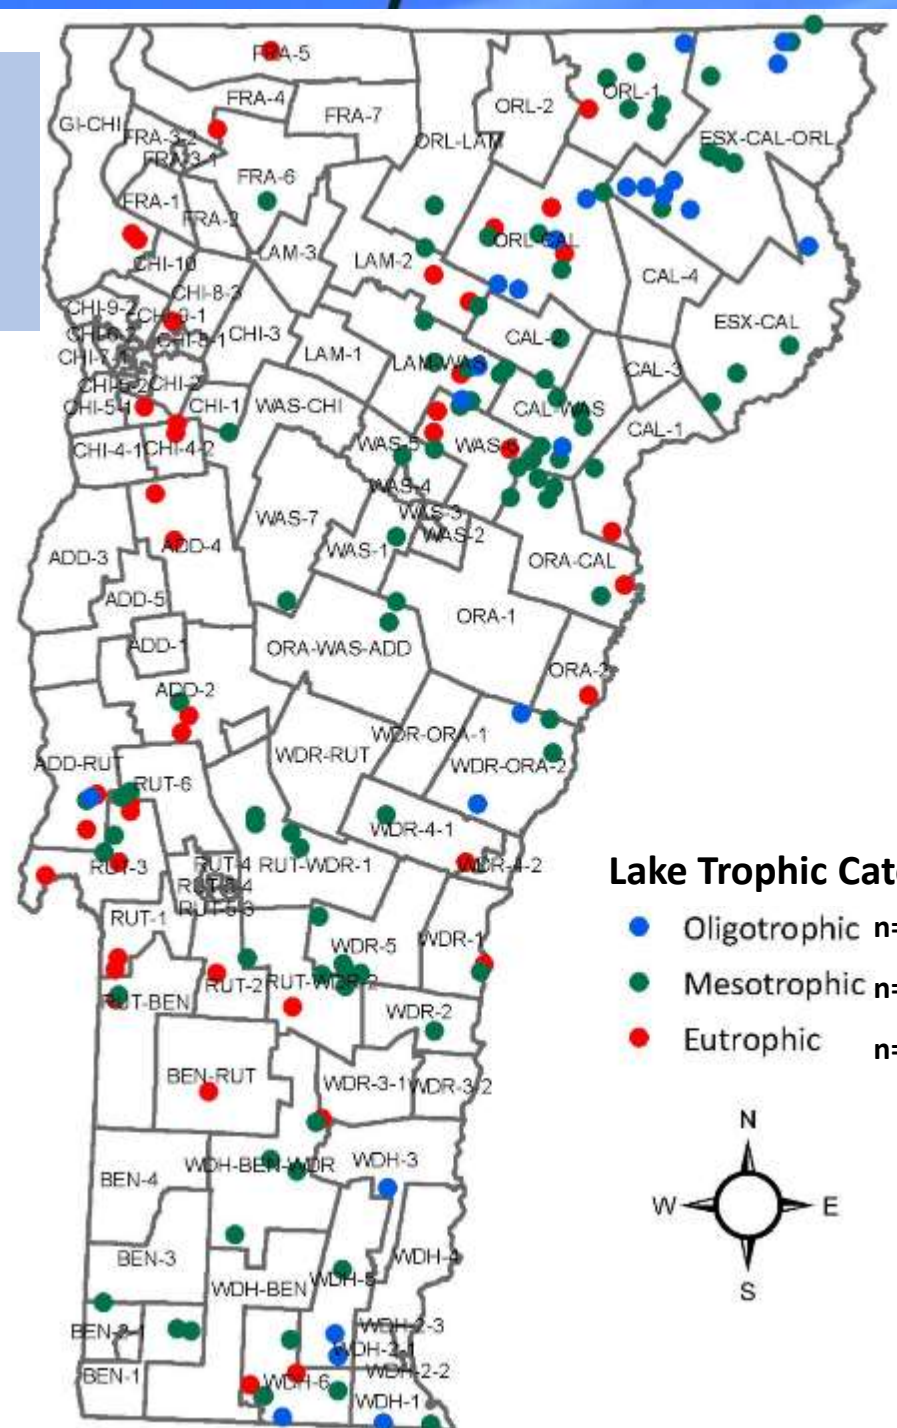 FRA-5
FRA-4
FRA-7
GI-CHI
FRA-3-2
FRA-3-1
FRA-6
FRA-1
FRA-2
ORL-LAM
ORL-2
ORL-1
ESX-CAL-ORL
CHI-10
LAM-3
LAM-2
ORL-CAL
CAL-4
CHI-8-3
CHI-9-2
CHI-3
ESX-CAL
LAM-1
LAM-WAS
CAL-2
CAL-3
CHI-2
CHI-5-1
CHI-1
WAS-CHI
CAL-WAS
CAL-1
CHI-4-1
CHI-4-2
WAS-5
WAS-6
WAS-4
WAS-3
WAS-2
WAS-7
WAS-1
ADD-3
ADD-4
ORA-CAL
ADD-5
ORA-1
ADD-1
ORA-WAS-ADD
ORA-2
ADD-2
WDR-ORA-1
WDR-RUT
WDR-ORA-2
ADD-RUT
RUT-6
WDR-4-1
RUT-3
RUT-4
RUT-WDR-1
WDR-4-2
RUT-5-3
RUT-1
WDR-5
WDR-1
RUT-2
RUT-WDR-2
RUT-BEN
WDR-2
BEN-RUT
WDR-3-1
WDR-3-2
WDH-BEN-WDR
WDH-3
BEN-4
BEN-3
WDH-BEN
WDH-5
WDH-4
BEN-2-1
WDH-2-3
WDH-2-1
WDH-2-2
BEN-1
WDH-6
WDH-1
Lake Trophic Cat
Oligotrophic n=
Mesotrophic n=
Eutrophic n=
N
W E
S